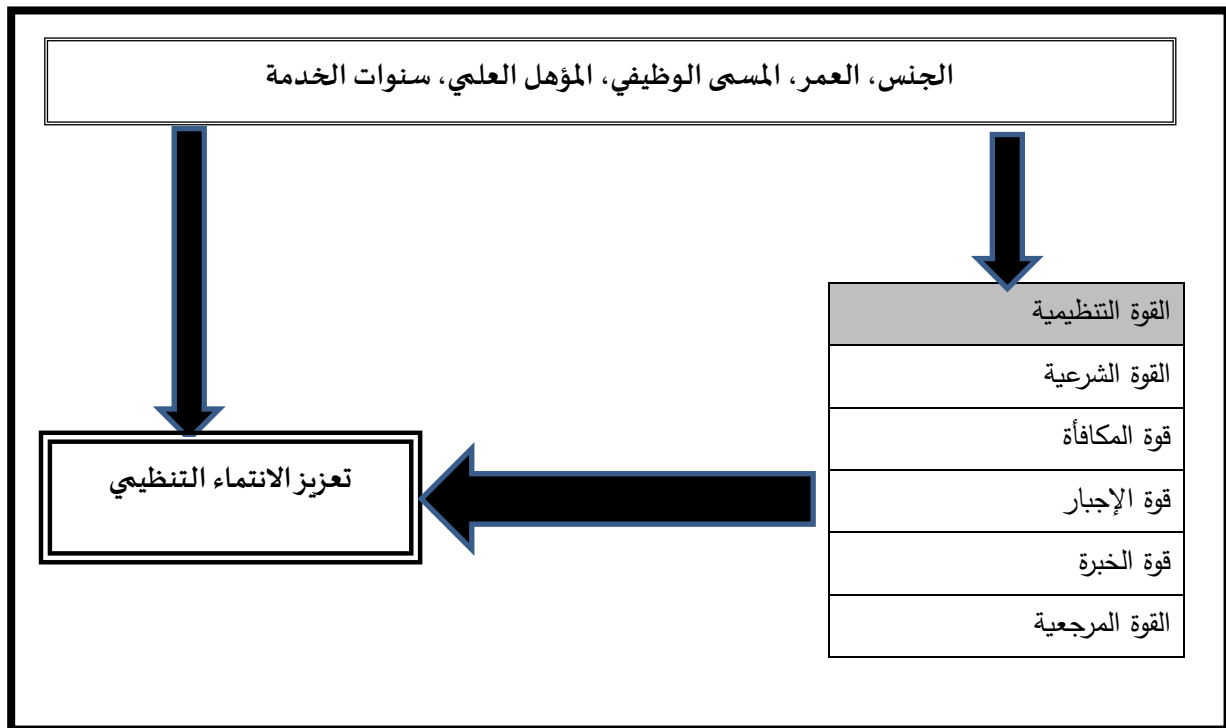 الجنس، العمر، المسمى الوظيفي، المؤهل العلمي، سنوات الخدمة
القوة التنظيمية
القوة الشرعية
قوة المكافأة
قوة الإجبار
قوة الخبرة
القوة المرجعية
تعزيز الانتماء التنظيمي